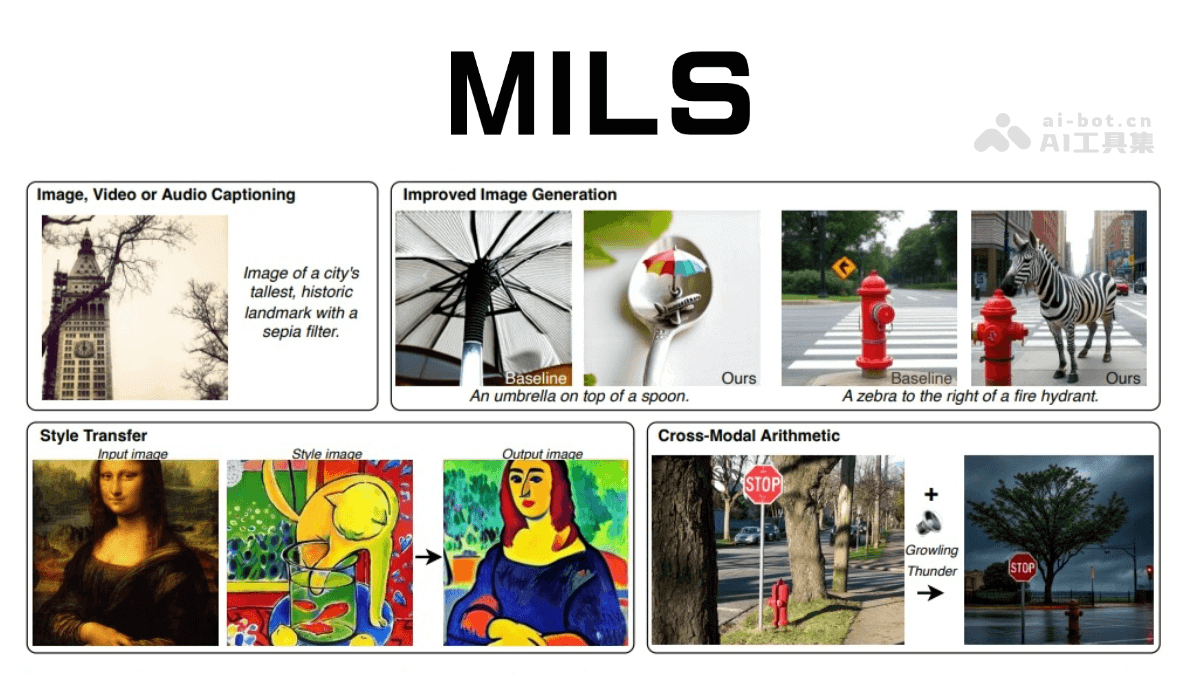 MILS
ai-bot.cn
AI工具集
Image, Video or Audio Captioning
Image of a city's
tallest, historic
landmark with a
sepia filter.
Improved Image Generation
Baseline
Ours
An umbrella on top of a spoon.
Baseline
Ours
A zebra to the right of a fire hydrant.
Style Transfer
Input image
Style image
Output image
Cross-Modal Arithmetic
STOP
+
Growling
Thunder
STOP